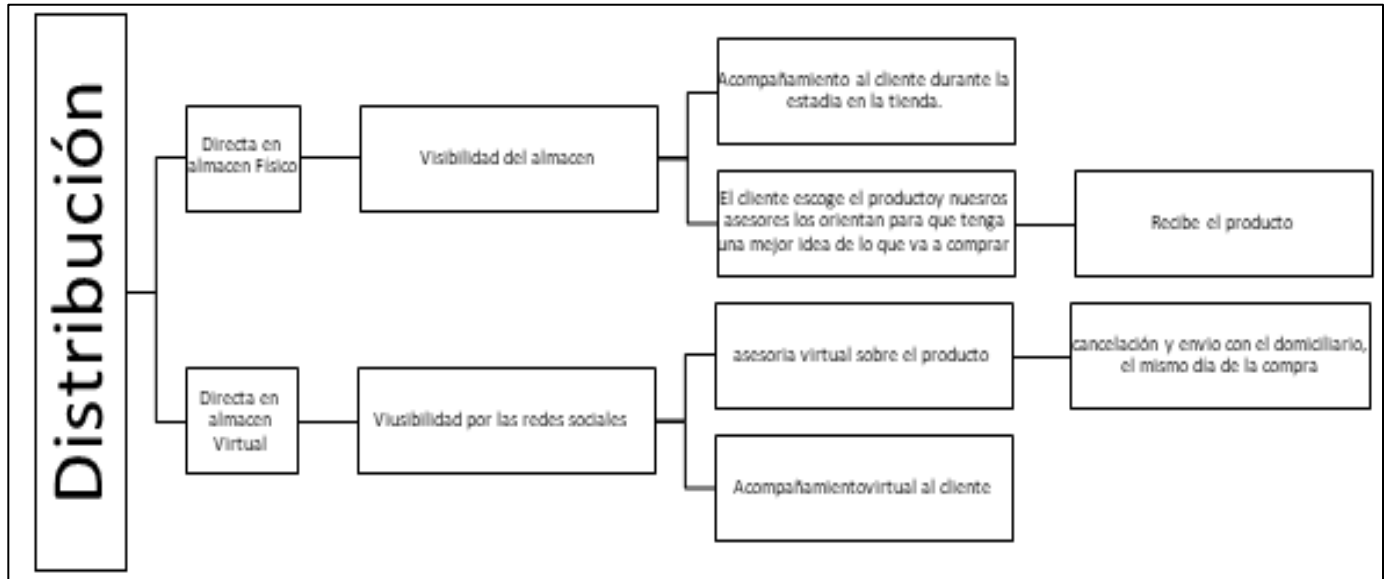 Distribución
Directa en
almacen Físico
Visibilidad del almacen
Acompañamiento al cliente durante la
estadia en la tienda.
El cliente escoge el productoy nuesros
asesores los orientan para que tenga
una mejor idea de lo que va a comprar
Recibe el producto
Directa en
almacen
Virtual
Viusibilidad por las redes sociales
asesoria virtual sobre el producto
cancelación y envio con el domiciliario,
el mismo día de la compra
Acompañamientovirtual al cliente